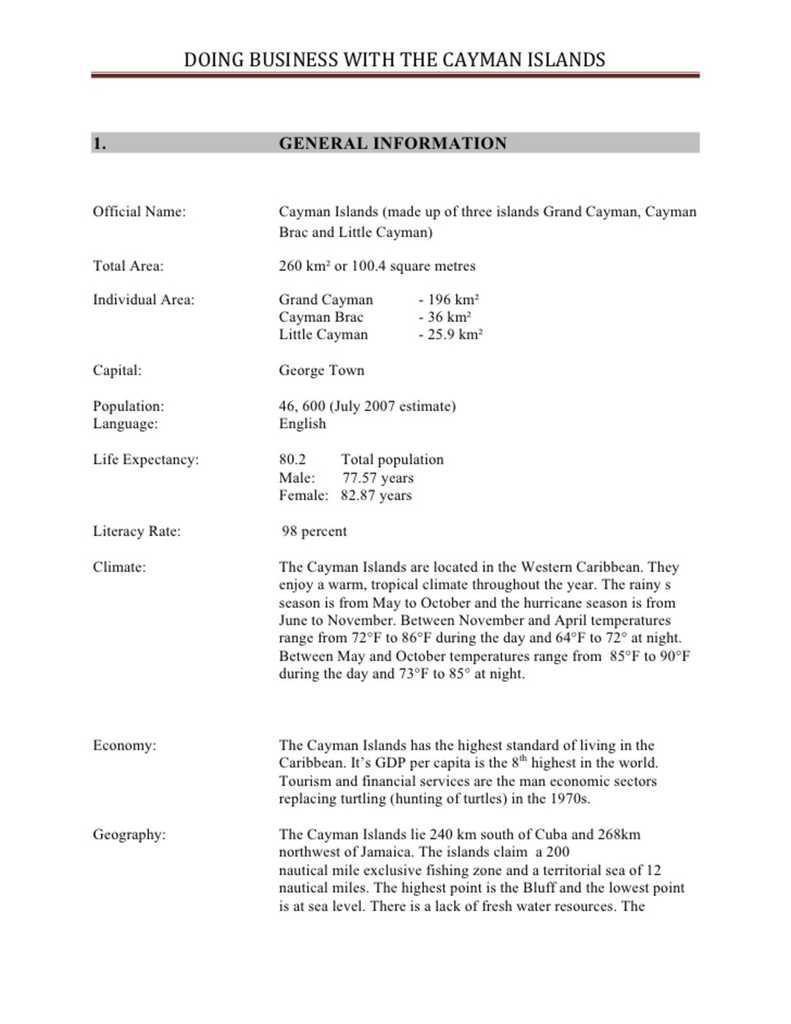 DOING BUSINESS WITH THE CAYMAN ISLANDS
1. GENERAL INFORMATION
Official Name: Cayman Islands (made up of three islands Grand Cayman, Cayman
Brac and Little Cayman)
Total Area: 260 km² or 100.4 square metres
Individual Area: Grand Cayman - 196 km²
Cayman Brac - 36 km²
Little Cayman - 25.9 km²
Capital: George Town
Population: 46, 600 (July 2007 estimate)
Language: English
Life Expectancy: 80.2 Total population
Male: 77.57 years
Female: 82.87 years
Literacy Rate: 98 percent
Climate: The Cayman Islands are located in the Western Caribbean. They
enjoy a warm, tropical climate throughout the year. The rainy s
season is from May to October and the hurricane season is from
June to November. Between November and April temperatures
range from 72°F to 86°F during the day and 64°F to 72° at night.
Between May and October temperatures range from 85°F to 90°F
during the day and 73°F to 85° at night.
Economy: The Cayman Islands has the highest standard of living in the
Caribbean. It's GDP per capita is the 8th highest in the world.
Tourism and financial services are the man economic sectors
replacing turtling (hunting of turtles) in the 1970s.
Geography: The Cayman Islands lie 240 km south of Cuba and 268km
northwest of Jamaica. The islands claim a 200
nautical mile exclusive fishing zone and a territorial sea of 12
nautical miles. The highest point is the Bluff and the lowest point
is at sea level. There is a lack of fresh water resources. The